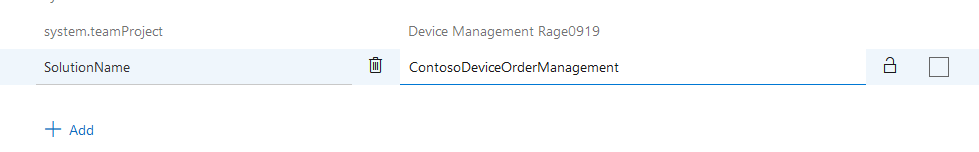 system.teamProject Device Management Rage0919
SolutionName ContosoDeviceOrderManagement
Add